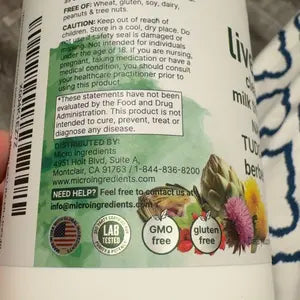 FREE OF: Wheat, gluten, soy, dairy,
peanuts & tree nuts.
CAUTION: Keep out of reach of
children. Store in a cool, dry place. Do
not use if safety seal is damaged or
missing. Not intended for individuals
under the age of 18. If you are nursing,
pregnant, taking medication or have a
medical condition, you should consult
your healthcare practitioner prior to
using this product.
*These statements have not been
evaluated by the Food and Drug
Administration. This product is not
intended to cure, prevent, treat or
diagnose any disease.
DISTRIBUTED BY:
Micro Ingredients
4951 Holt Blvd, Suite A,
Montclair, CA 91763 / 1-844-836-8200
www.microingredients.com
NEED HELP? Feel free to contact us at
info@microingredients.com
LAB
TESTED
GMO
free
gluten
free
liv
milk
TUD
berb